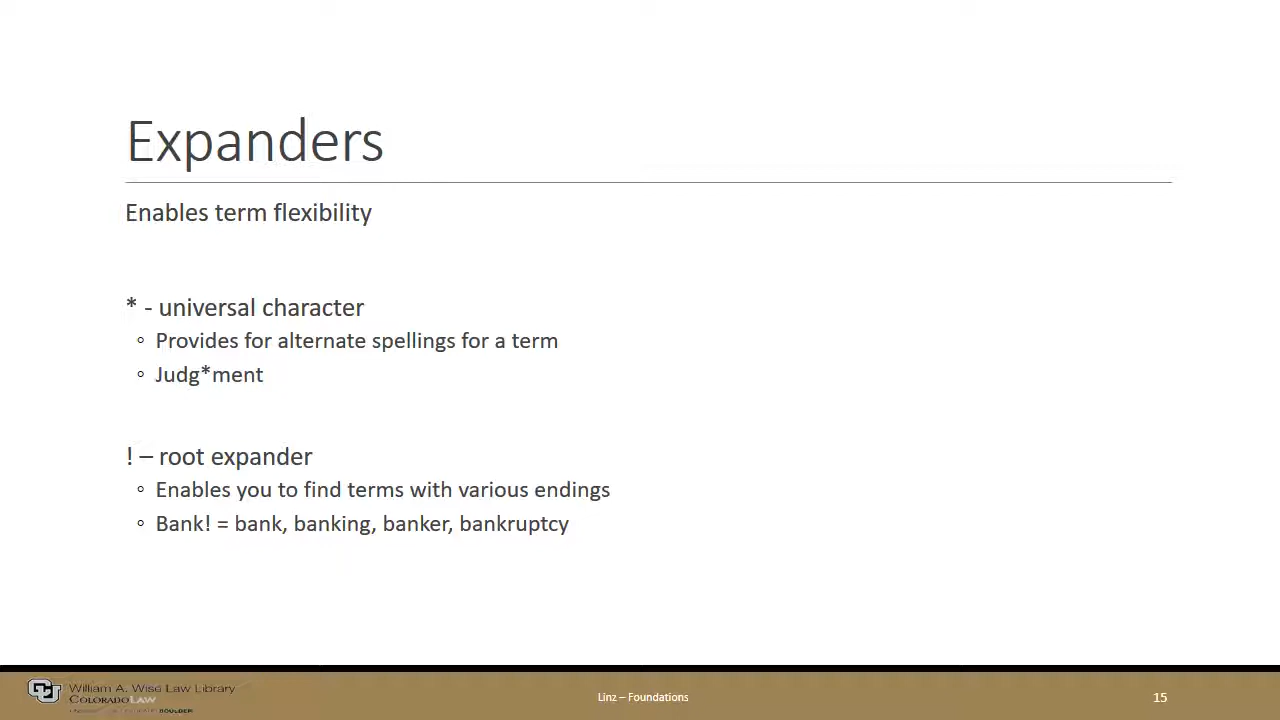 Expanders
Enables term flexibility
* - universal character
◦ Provides for alternate spellings for a term
◦ Judg*ment
! – root expander
◦ Enables you to find terms with various endings
◦ Bank! = bank, banking, banker, bankruptcy
CU William A. Wise Law Library
COLORADO LAW
BOULDER
Linz – Foundations
15